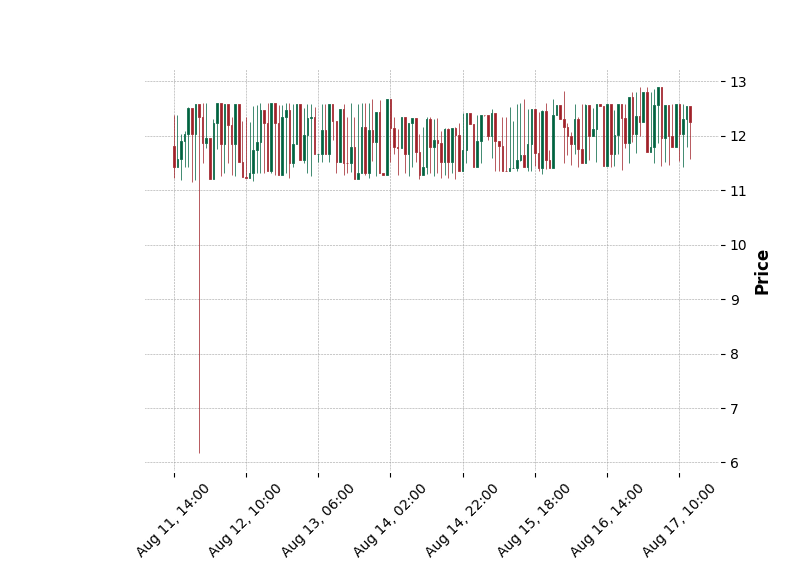 13
12
11
10
9
8
7
6
Price
Aug 11, 14:00
Aug 12, 10:00
Aug 13, 06:00
Aug 14, 02:00
Aug 14, 22:00
Aug 15, 18:00
Aug 16, 14:00
Aug 17, 10:00